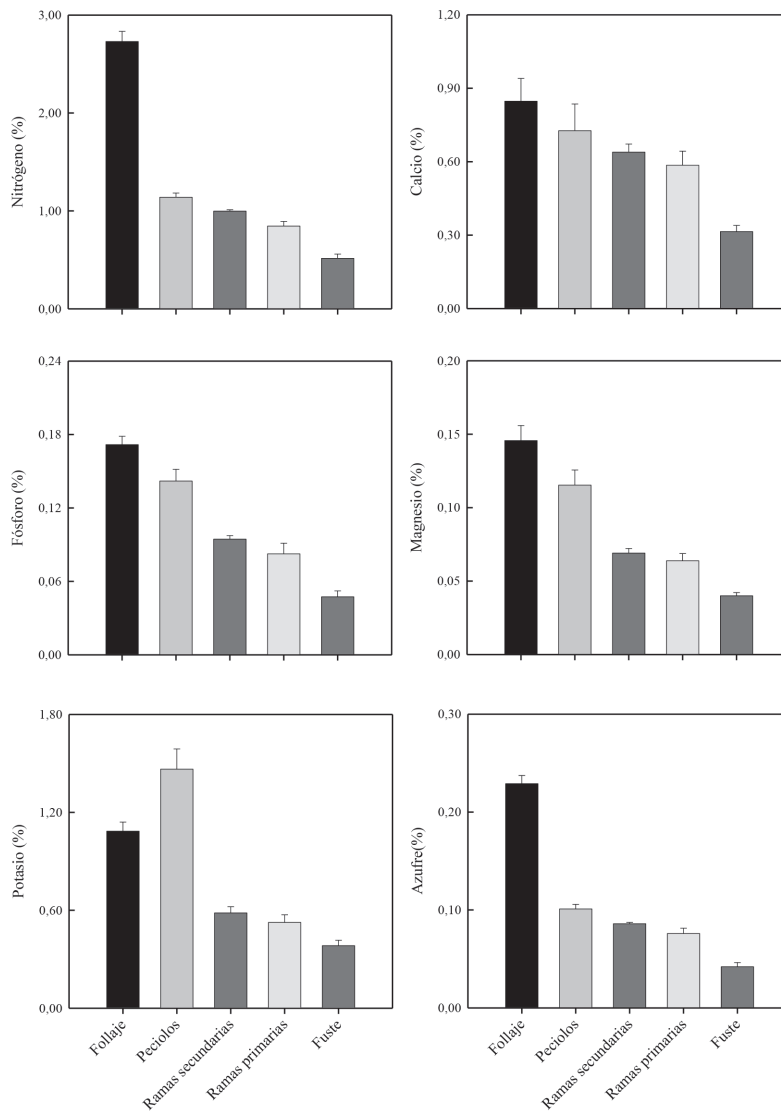 3,00
2,00
1,00
0,00
Nitrógeno (%)
1,20
0,90
0,60
0,30
0,00
Calcio (%)
0,24
0,18
0,12
0,06
0,00
Fósforo (%)
0,20
0,15
0,10
0,05
0,00
Magnesio (%)
1,80
1,20
0,60
0,00
Potasio (%)
Follaje
Peciolos
Ramas secundarias
Ramas primarias
Fuste
0,30
0,20
0,10
0,00
Azufre(%)
Follaje
Peciolos
Ramas secundarias
Ramas primarias
Fuste